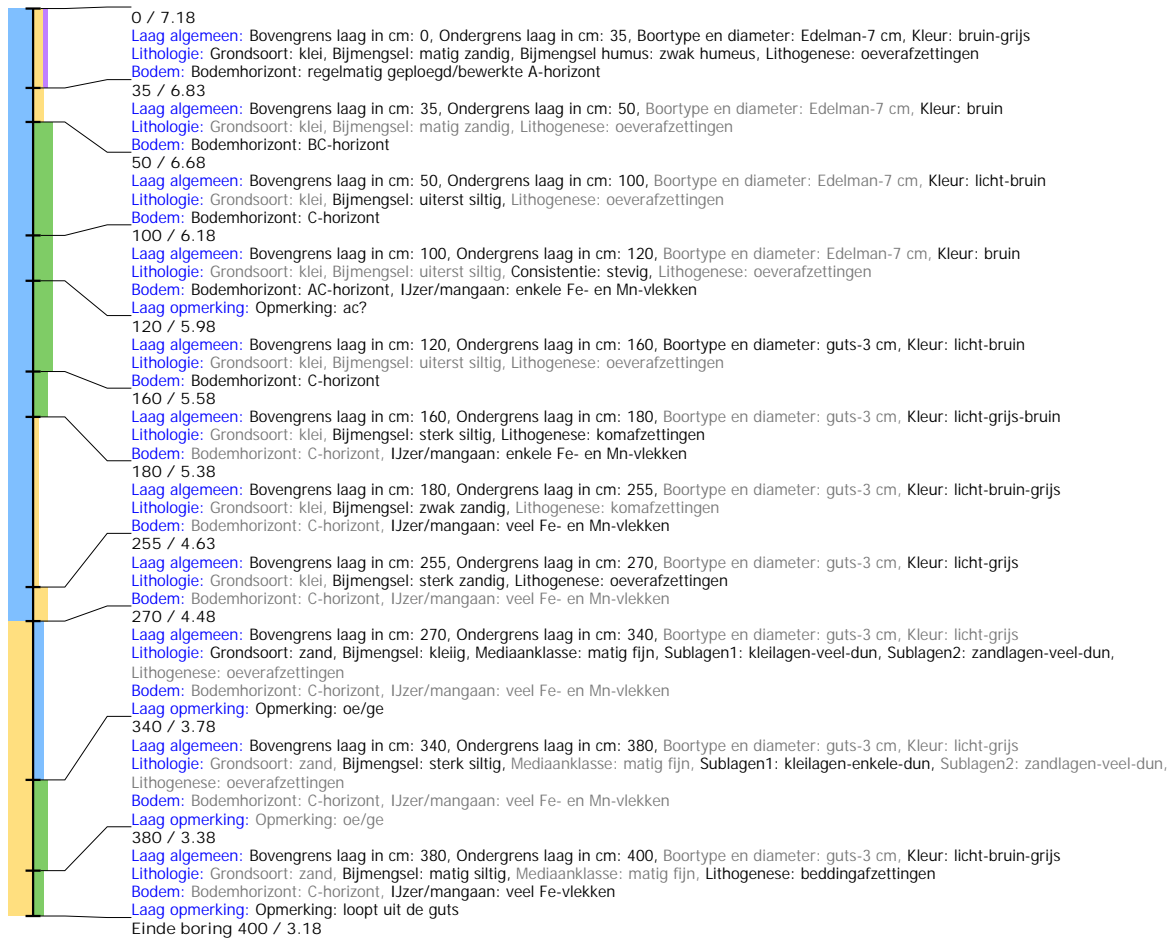 0 / 7.18
Laag algemeen: Bovengrens laag in cm: 0, Ondergrens laag in cm: 35, Boortype en diameter: Edelman-7 cm, Kleur: bruin-grijs
Lithologie: Grondsoort: klei, Bijmengsel: matig zandig, Bijmengsel humus: zwak humeus, Lithogenese: oeverafzettingen
Bodem: Bodemhorizont: regelmatig geploegd/bewerkte A-horizont
35 / 6.83
Laag algemeen: Bovengrens laag in cm: 35, Ondergrens laag in cm: 50, Boortype en diameter: Edelman-7 cm, Kleur: bruin
Lithologie: Grondsoort: klei, Bijmengsel: matig zandig, Lithogenese: oeverafzettingen
Bodem: Bodemhorizont: BC-horizont
50 / 6.68
Laag algemeen: Bovengrens laag in cm: 50, Ondergrens laag in cm: 100, Boortype en diameter: Edelman-7 cm, Kleur: licht-bruin
Lithologie: Grondsoort: klei, Bijmengsel: uiterst siltig, Lithogenese: oeverafzettingen
Bodem: Bodemhorizont: C-horizont
100 / 6.18
Laag algemeen: Bovengrens laag in cm: 100, Ondergrens laag in cm: 120, Boortype en diameter: Edelman-7 cm, Kleur: bruin
Lithologie: Grondsoort: klei, Bijmengsel: uiterst siltig, Consistentie: stevig, Lithogenese: oeverafzettingen
Bodem: Bodemhorizont: AC-horizont, IJzer/mangaan: enkele Fe- en Mn-vlekken
Laag opmerking: Opmerking: ac?
120 / 5.98
Laag algemeen: Bovengrens laag in cm: 120, Ondergrens laag in cm: 160, Boortype en diameter: guts-3 cm, Kleur: licht-bruin
Lithologie: Grondsoort: klei, Bijmengsel: uiterst siltig, Lithogenese: oeverafzettingen
Bodem: Bodemhorizont: C-horizont
160 / 5.58
Laag algemeen: Bovengrens laag in cm: 160, Ondergrens laag in cm: 180, Boortype en diameter: guts-3 cm, Kleur: licht-grijs-bruin
Lithologie: Grondsoort: klei, Bijmengsel: sterk siltig, Lithogenese: komafzettingen
Bodem: Bodemhorizont: C-horizont, IJzer/mangaan: enkele Fe- en Mn-vlekken
180 / 5.38
Laag algemeen: Bovengrens laag in cm: 180, Ondergrens laag in cm: 255, Boortype en diameter: guts-3 cm, Kleur: licht-bruin-grijs
Lithologie: Grondsoort: klei, Bijmengsel: zwak zandig, Lithogenese: komafzettingen
Bodem: Bodemhorizont: C-horizont, IJzer/mangaan: veel Fe- en Mn-vlekken
255 / 4.63
Laag algemeen: Bovengrens laag in cm: 255, Ondergrens laag in cm: 270, Boortype en diameter: guts-3 cm, Kleur: licht-grijs
Lithologie: Grondsoort: klei, Bijmengsel: sterk zandig, Lithogenese: oeverafzettingen
Bodem: Bodemhorizont: C-horizont, IJzer/mangaan: veel Fe- en Mn-vlekken
270 / 4.48
Laag algemeen: Bovengrens laag in cm: 270, Ondergrens laag in cm: 340, Boortype en diameter: guts-3 cm, Kleur: licht-grijs
Lithologie: Grondsoort: zand, Bijmengsel: kleiig, Mediaanklasse: matig fijn, Sublagen1: kleilagen-veel-dun, Sublagen2: zandlagen-veel-dun,
Lithogenese: oeverafzettingen
Bodem: Bodemhorizont: C-horizont, IJzer/mangaan: veel Fe- en Mn-vlekken
Laag opmerking: Opmerking: oe/ge
340 / 3.78
Laag algemeen: Bovengrens laag in cm: 340, Ondergrens laag in cm: 380, Boortype en diameter: guts-3 cm, Kleur: licht-grijs
Lithologie: Grondsoort: zand, Bijmengsel: sterk siltig, Mediaanklasse: matig fijn, Sublagen1: kleilagen-enkele-dun, Sublagen2: zandlagen-veel-dun,
Lithogenese: oeverafzettingen
Bodem: Bodemhorizont: C-horizont, IJzer/mangaan: veel Fe- en Mn-vlekken
Laag opmerking: Opmerking: oe/ge
380 / 3.38
Laag algemeen: Bovengrens laag in cm: 380, Ondergrens laag in cm: 400, Boortype en diameter: guts-3 cm, Kleur: licht-bruin-grijs
Lithologie: Grondsoort: zand, Bijmengsel: matig siltig, Mediaanklasse: matig fijn, Lithogenese: beddingafzettingen
Bodem: Bodemhorizont: C-horizont, IJzer/mangaan: veel Fe-vlekken
Laag opmerking: Opmerking: loopt uit de guts
Einde boring 400 / 3.18